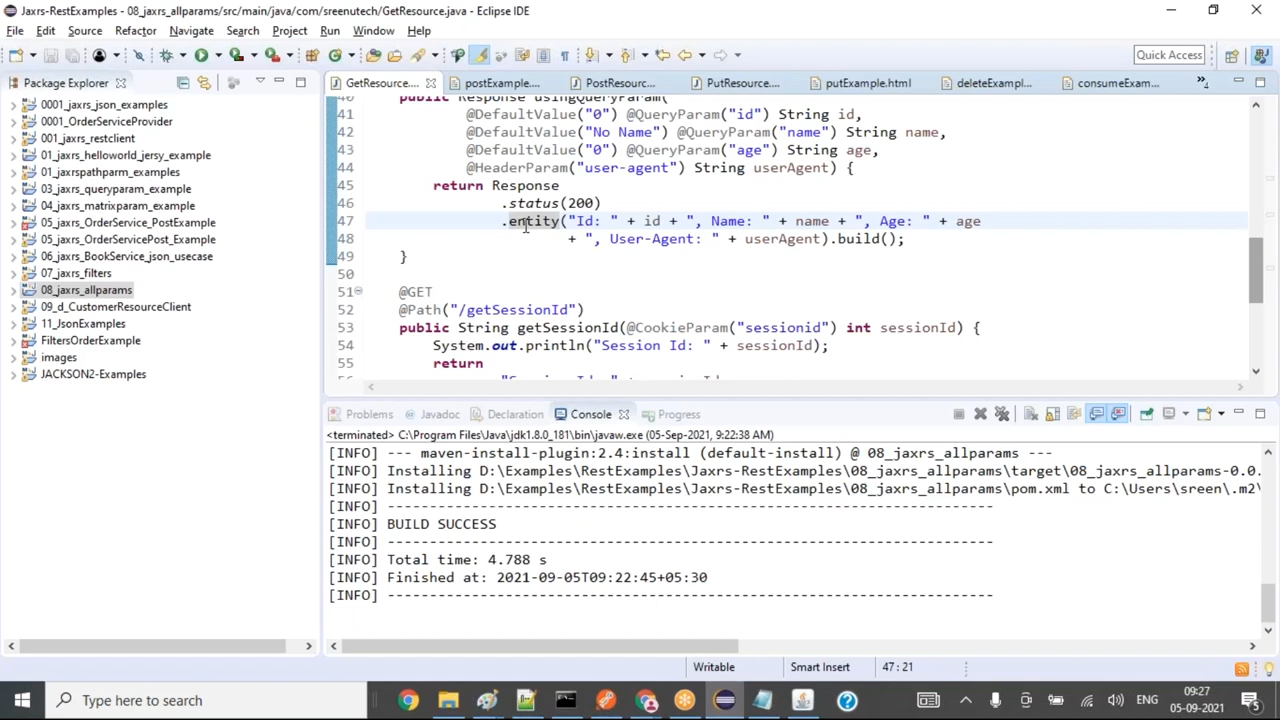 Jaxrs-RestExamples - 08_jaxrs_allparams/src/main/java/com/sreenutech/GetResource.java - Eclipse IDE
File Edit Source Refactor Navigate Search Project Run Window Help
Quick Access
Package Explorer
0001_jaxrs_json_examples
0001_OrderServiceProvider
001_jaxrs_restclient
01_jaxrs_helloworld_jersy_example
01_jaxrspathparm_examples
03_jaxrs_queryparam_example
04_jaxrs_matrixparam_example
05_jaxrs_OrderService_PostExample
05_jaxrs_OrderServicePost_Example
06_jaxrs_BookService_json_usecase
07_jaxrs_filters
08_jaxrs_allparams
09_d_CustomerResourceClient
11_JsonExamples
FiltersOrderExample
images
JACKSON2-Examples
GetResource.... postExample.... PostResourc... PutResource.... putExample.html deleteExampl... consumeExam...
40 public Response usingQueryParam(
41 @DefaultValue("0") @QueryParam("id") String id,
42 @DefaultValue("No Name") @QueryParam("name") String name,
43 @DefaultValue("0") @QueryParam("age") String age,
44 @HeaderParam("user-agent") String userAgent) {
45 return Response
46 .status(200)
47 .entity("Id: " + id + ", Name: " + name + ", Age: " + age
48 + ", User-Agent: " + userAgent).build();
49 }
50
51 @GET
52 @Path("/getSessionId")
53 public String getSessionId(@CookieParam("sessionid") int sessionId) {
54 System.out.println("Session Id: " + sessionId);
55 return
Problems Javadoc Declaration Console Progress
<terminated> C:\Program Files\Java\jdk1.8.0_181\bin\javaw.exe (05-Sep-2021, 9:22:38 AM)
[INFO] --- maven-install-plugin:2.4:install (default-install) @ 08_jaxrs_allparams ---
[INFO] Installing D:\Examples\RestExamples\Jaxrs-RestExamples\08_jaxrs_allparams\target\08_jaxrs_allparams-0.0.
[INFO] Installing D:\Examples\RestExamples\Jaxrs-RestExamples\08_jaxrs_allparams\pom.xml to C:\Users\sreen\.m2\
[INFO] ------------------------------------------------------------------------
[INFO] BUILD SUCCESS
[INFO] ------------------------------------------------------------------------
[INFO] Total time: 4.788 s
[INFO] Finished at: 2021-09-05T09:22:45+05:30
[INFO] ------------------------------------------------------------------------
Writable Smart Insert 47 : 21
Type here to search
ENG
09:27
05-09-2021
5